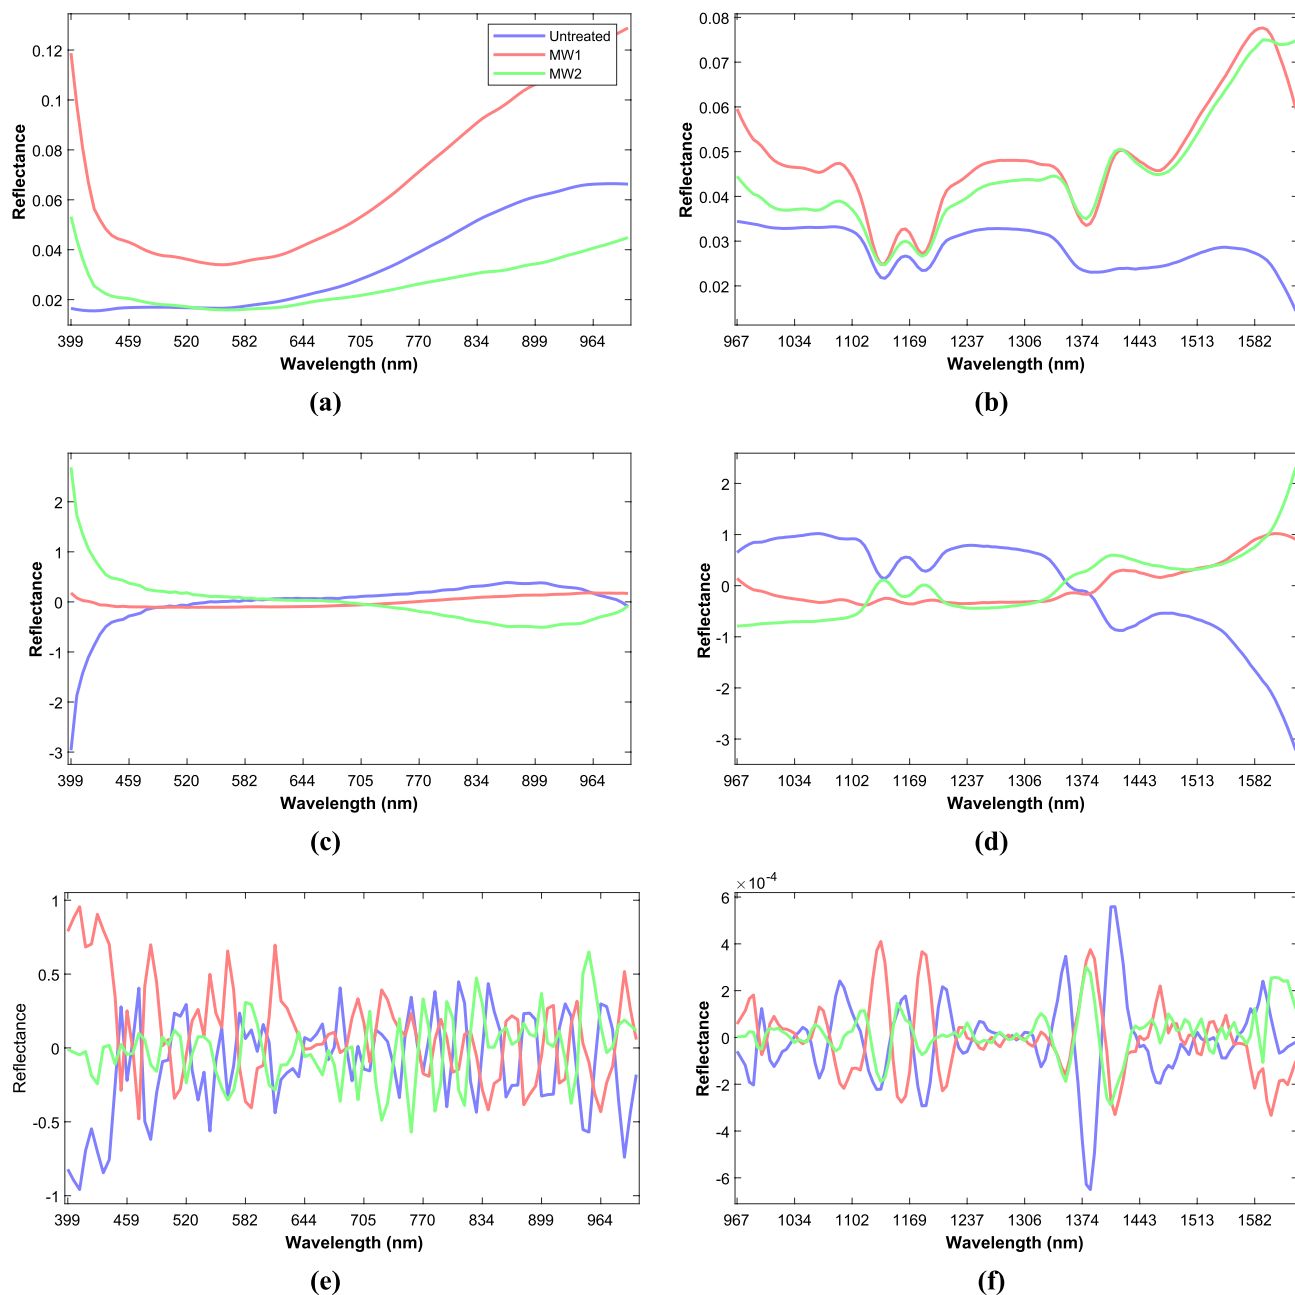 0.12
0.1
0.08
0.06
0.04
0.02
Reflectance
Untreated
MW1
MW2
399 459 520 582 644 705 770 834 899 964
Wavelength (nm)
(a)
0.08
0.07
0.06
0.05
0.04
0.03
0.02
Reflectance
967 1034 1102 1169 1237 1306 1374 1443 1513 1582
Wavelength (nm)
(b)
2
1
0
-1
-2
-3
Reflectance
399 459 520 582 644 705 770 834 899 964
Wavelength (nm)
(c)
2
1
0
-1
-2
-3
Reflectance
967 1034 1102 1169 1237 1306 1374 1443 1513 1582
Wavelength (nm)
(d)
1
0.5
0
-0.5
-1
Reflectance
399 459 520 582 644 705 770 834 899 964
Wavelength (nm)
(e)
×10-4
6
4
2
0
-2
-4
-6
Reflectance
967 1034 1102 1169 1237 1306 1374 1443 1513 1582
Wavelength (nm)
(f)